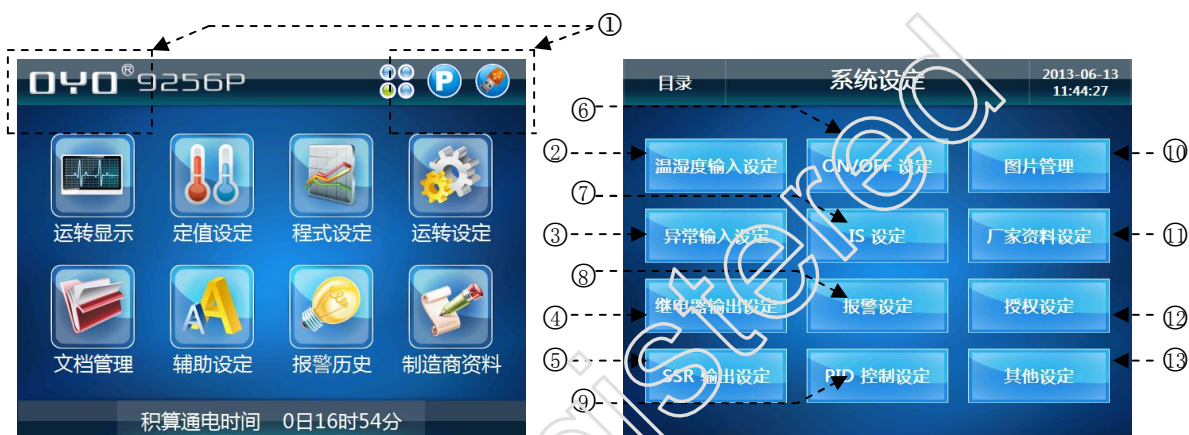 ①
OYO®9256P
P
运转显示 定值设定 程式设定 运转设定
文档管理 辅助设定 报警历史 制造商资料
积算通电时间 0日16时54分
目录 系统设定 2013-06-13
11:44:27
⑥
② 温湿度输入设定 ON/OFF 设定 图片管理 ⑩
⑦
③ 异常输入设定 IS 设定 厂家资料设定 ⑪
⑧
④ 继电器输出设定 报警设定 授权设定 ⑫
⑤ SSR 输出设定 PID 控制设定 其他设定 ⑬
⑨
istered